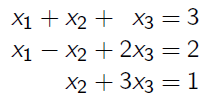 x₁ + x₂ + x₃ = 3
x₁ − x₂ + 2x₃ = 2
x₂ + 3x₃ = 1